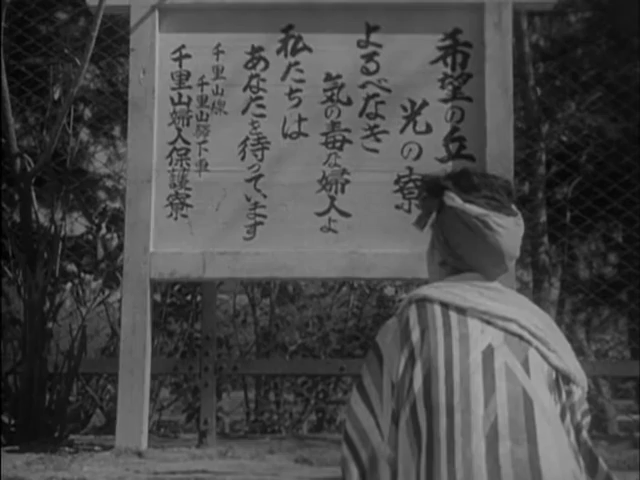 希望の丘
光の寮
よるべなき
気の毒な婦人よ
私たちは
あなたを待っています
千里山線
千里山驛下車
千里山婦人保護寮